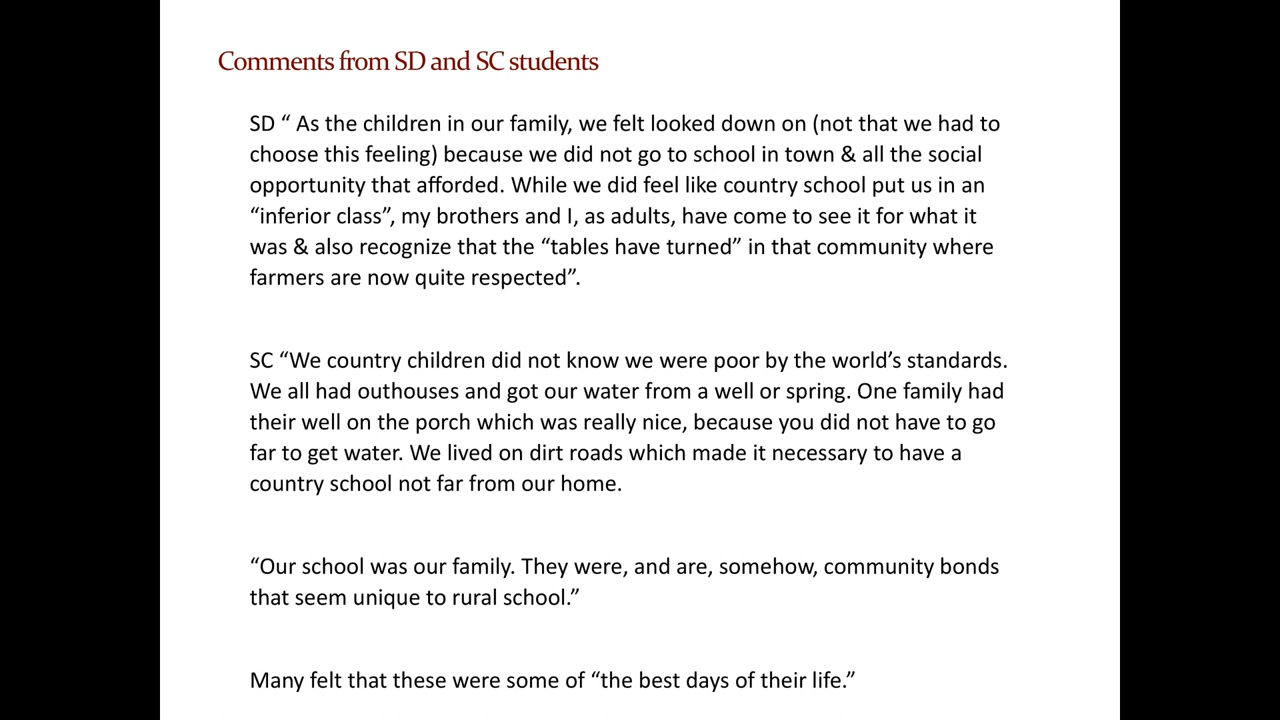 Comments from SD and SC students
SD “ As the children in our family, we felt looked down on (not that we had to
choose this feeling) because we did not go to school in town & all the social
opportunity that afforded. While we did feel like country school put us in an
“inferior class”, my brothers and I, as adults, have come to see it for what it
was & also recognize that the “tables have turned” in that community where
farmers are now quite respected”.
SC “We country children did not know we were poor by the world’s standards.
We all had outhouses and got our water from a well or spring. One family had
their well on the porch which was really nice, because you did not have to go
far to get water. We lived on dirt roads which made it necessary to have a
country school not far from our home.
“Our school was our family. They were, and are, somehow, community bonds
that seem unique to rural school.”
Many felt that these were some of “the best days of their life.”